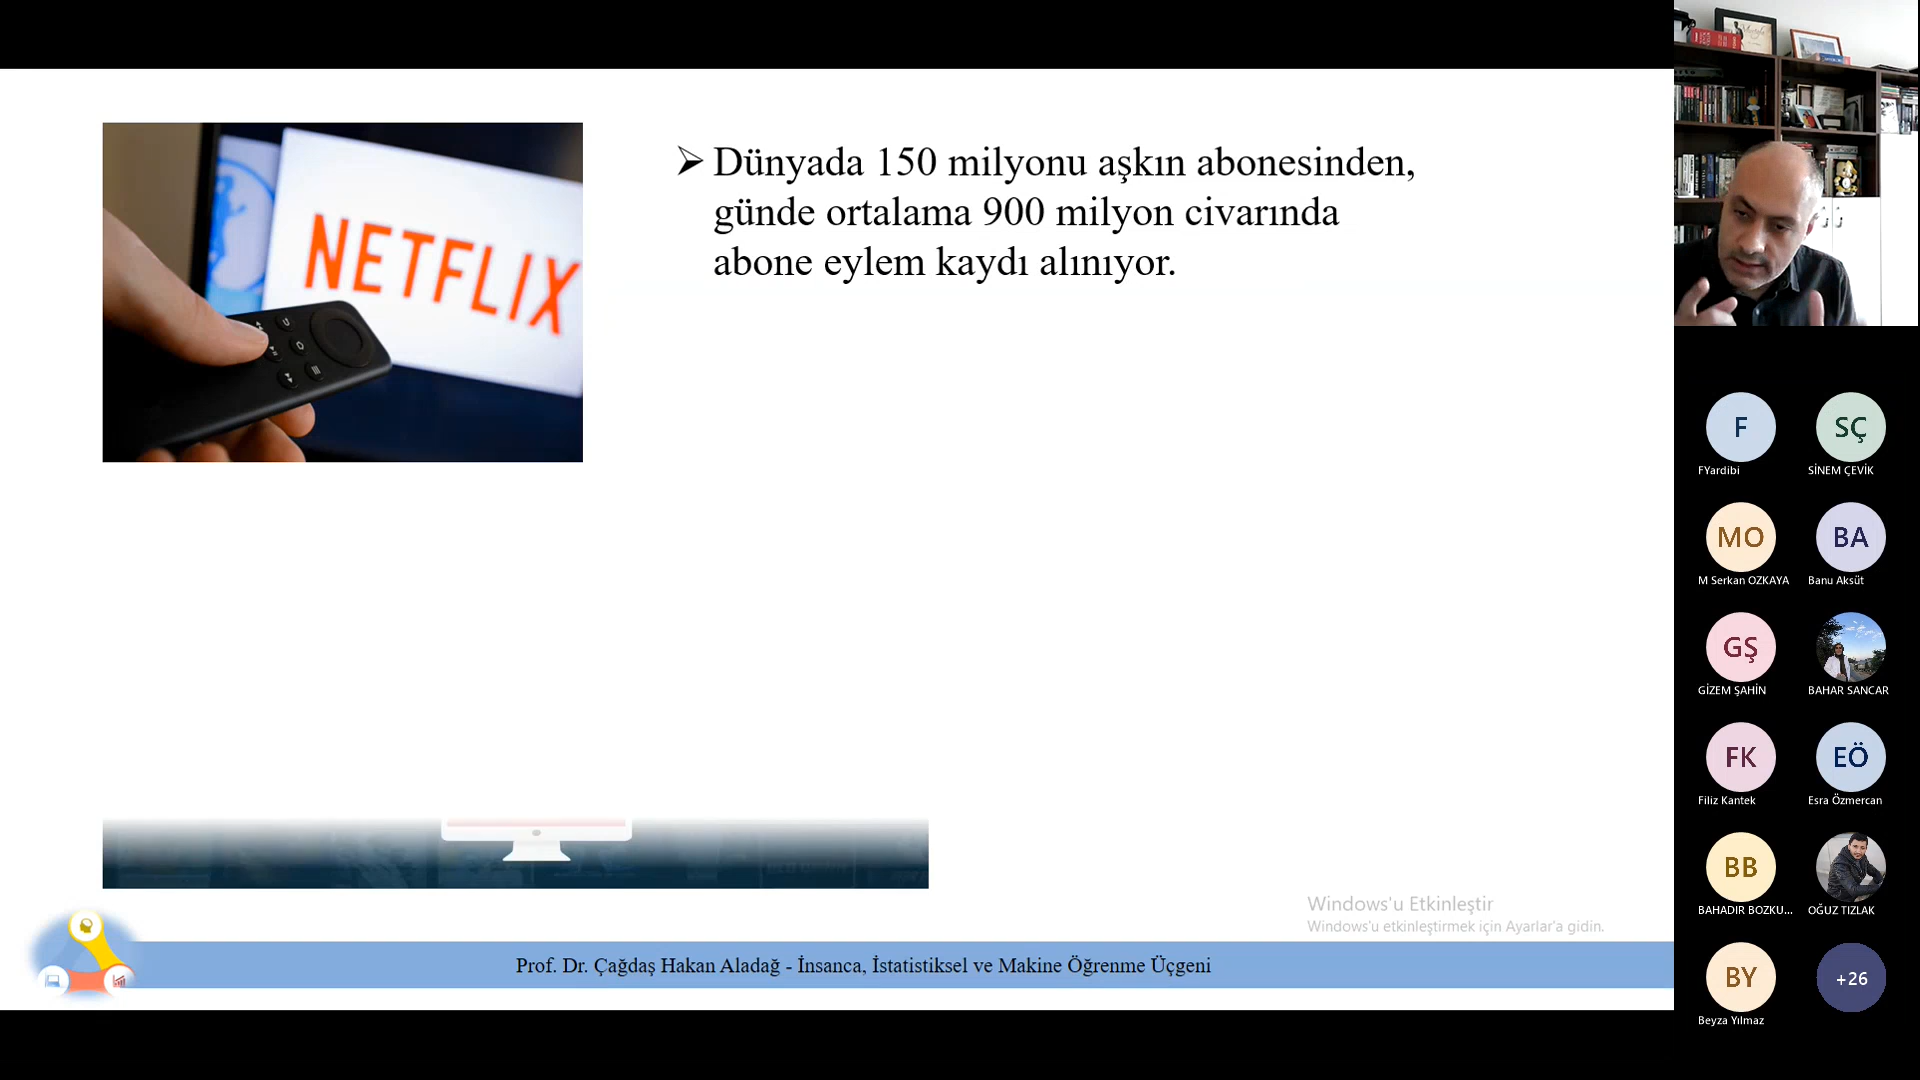 NETFLIX
➢ Dünyada 150 milyonu aşkın abonesinden,
günde ortalama 900 milyon civarında
abone eylem kaydı alınıyor.
Windows'u Etkinleştir
Windows'u etkinleştirmek için Ayarlar'a gidin.
Prof. Dr. Çağdaş Hakan Aladağ - İnsanca, İstatistiksel ve Makine Öğrenme Üçgeni
F
FYardibi
SÇ
SİNEM ÇEVİK
MO
M Serkan OZKAYA
BA
Banu Aksüt
GŞ
GİZEM ŞAHİN
BAHAR SANCAR
FK
Filiz Kantek
EÖ
Esra Özmercan
BB
BAHADIR BOZKU...
OĞUZ TIZLAK
BY
Beyza Yılmaz
+26